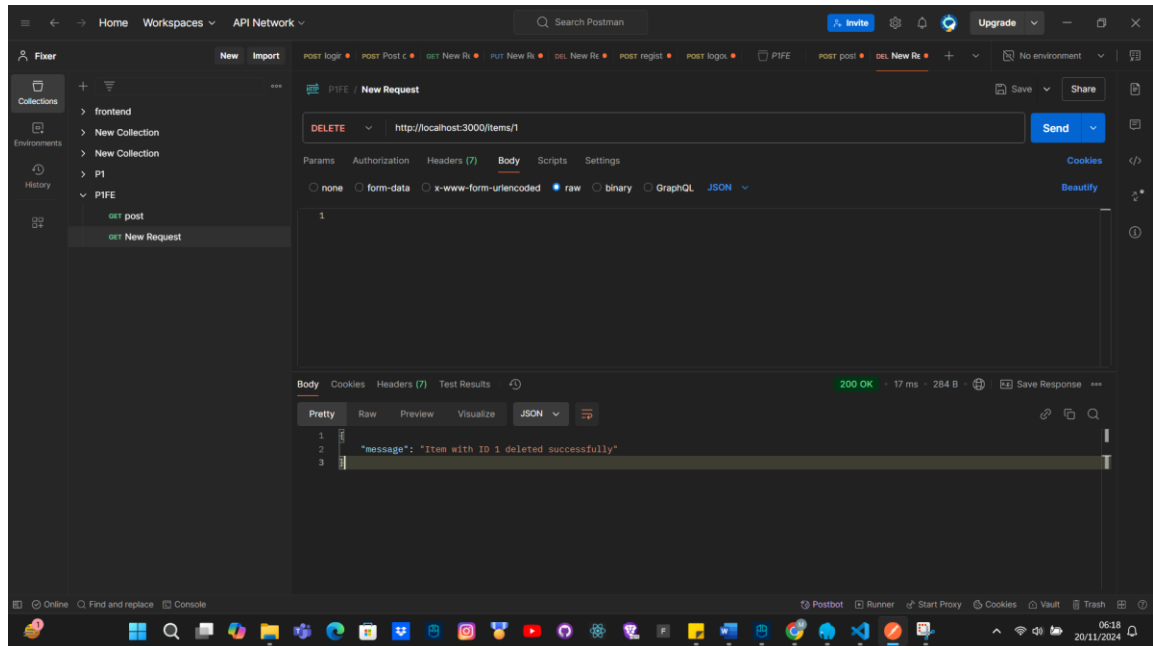 Home Workspaces API Network Search Postman Invite Upgrade
Fixer New Import POST logir POST Post c GET New Re PUT New Re DEL New Re POST regist POST logou P1FE POST post DEL New Re No environment
Collections
Environments
History
frontend
New Collection
New Collection
P1
P1FE
GET post
GET New Request
P1FE / New Request Save Share
DELETE http://localhost:3000/items/1 Send
Params Authorization Headers (7) Body Scripts Settings Cookies
none form-data x-www-form-urlencoded raw binary GraphQL JSON Beautify
1
Body Cookies Headers (7) Test Results 200 OK 17 ms 284 B Save Response
Pretty Raw Preview Visualize JSON
1 {
2 "message": "Item with ID 1 deleted successfully"
3 }
Online Find and replace Console Postbot Runner Start Proxy Cookies Vault Trash
06:18
20/11/2024